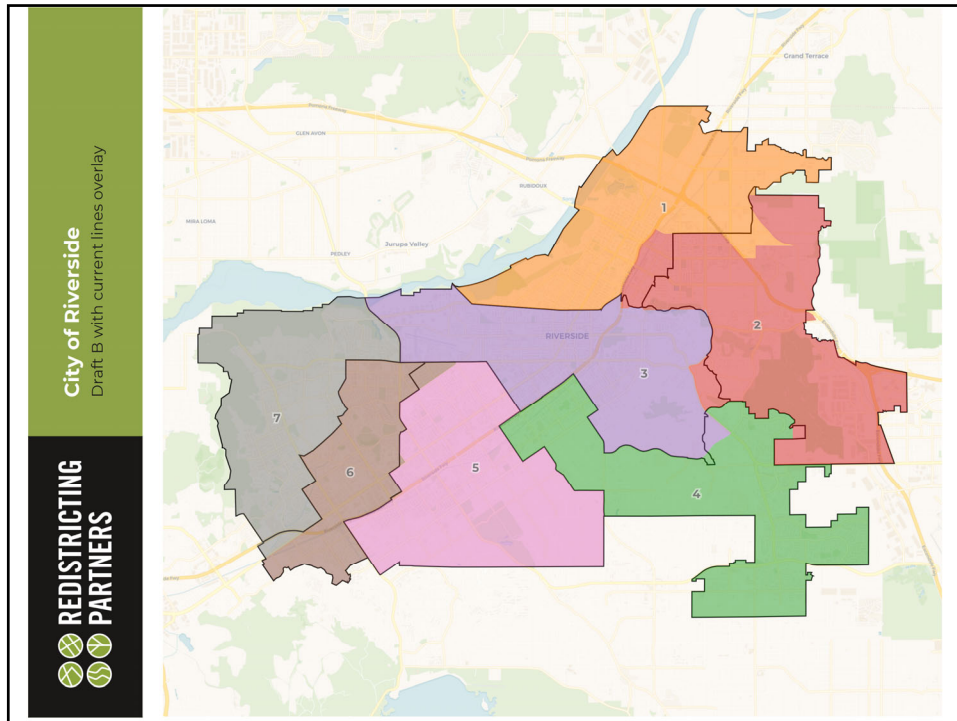 City of Riverside
Draft B with current lines overlay
REDISTRICTING
PARTNERS
Grand Terrace
GLEN AVON
RUBIDOUX
MIRA LOMA
Jurupa Valley
PEDLEY
RIVERSIDE
1
2
3
4
5
6
7